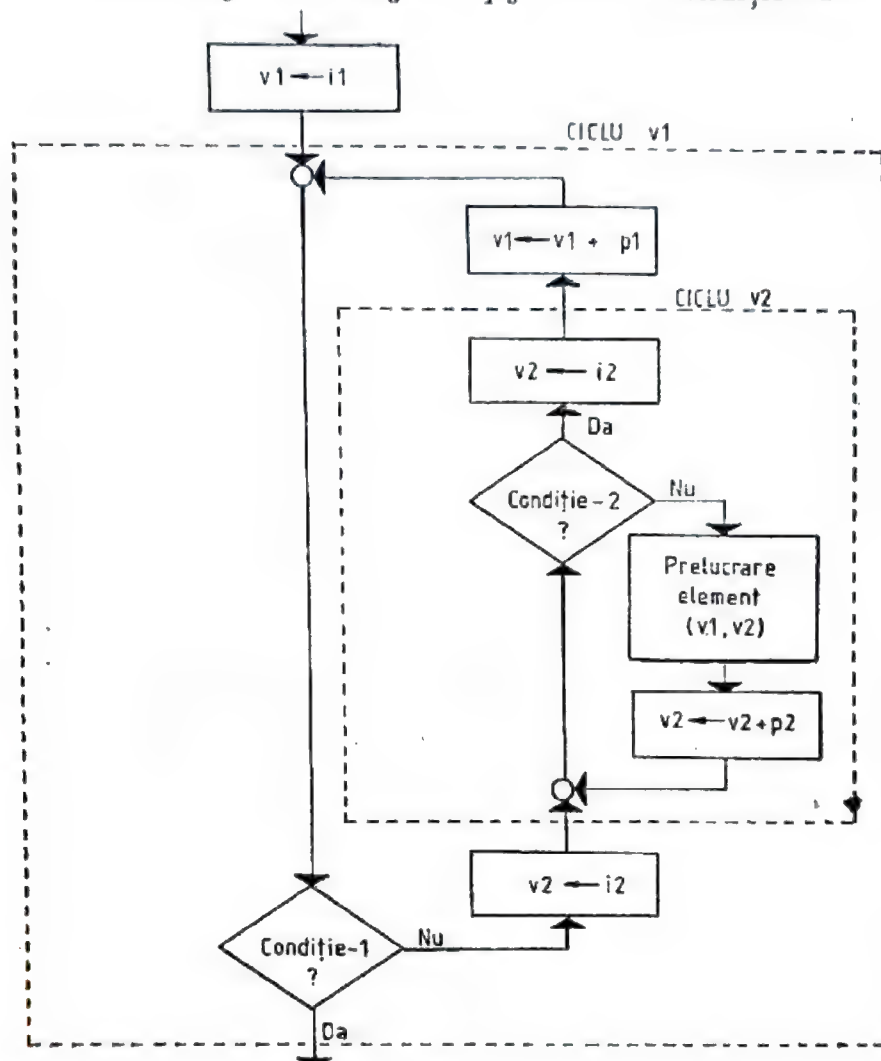 v1 ← i1
CICLU v1
v1 ← v1 + p1
CICLU v2
v2 ← i2
Da
Condiție-2
?
Nu
Prelucrare
element
(v1, v2)
v2 ← v2+p2
v2 ← i2
Condiție-1
?
Nu
Da